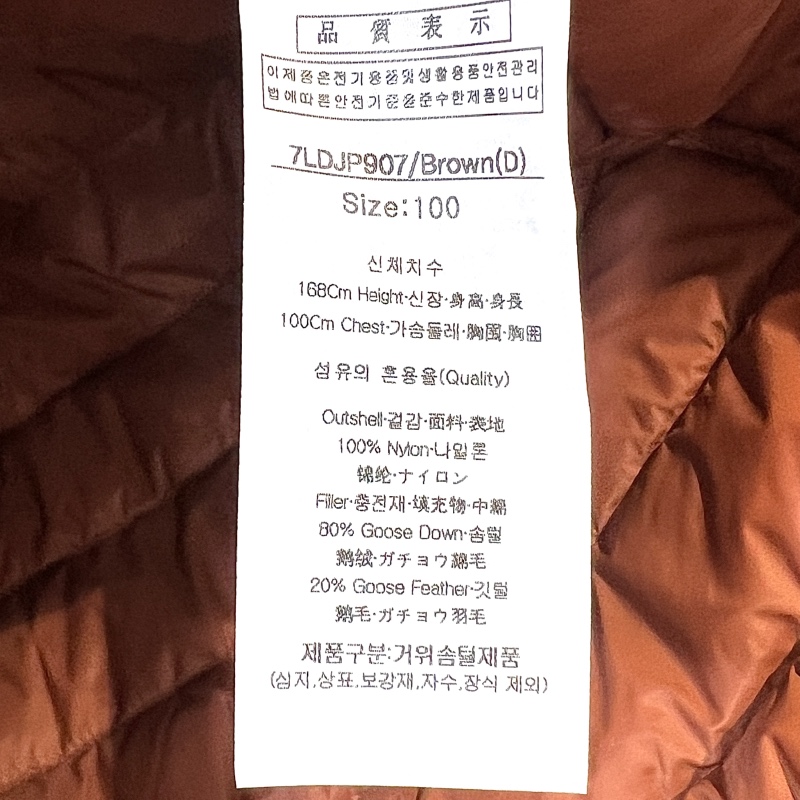 品質表示
이제품은전기용품및생활용품안전관리
법에따른안전기준을준수한제품입니다
7LDJP907/Brown(D)
Size:100
신체치수
168Cm Height·신장·身高·身長
100Cm Chest·가슴둘레·胸围·胸囲
섬유의 혼용율(Quality)
Outshell·겉감·面料·表地
100% Nylon·나일론
锦纶·ナイロン
Filler·충전재·填充物·中綿
80% Goose Down·솜털
鹅绒·ガチョウ綿毛
20% Goose Feather·깃털
鹅毛·ガチョウ羽毛
제품구분:거위솜털제품
(심지,상표,보강재,자수,장식 제외)